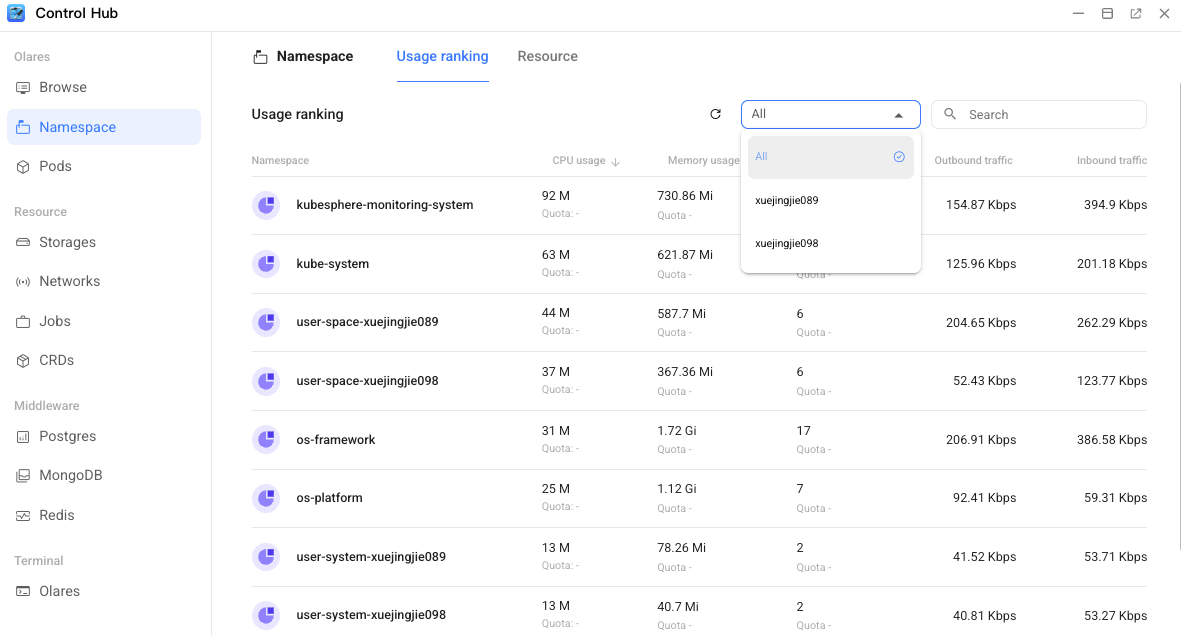 Control Hub
Olares
Browse
Namespace
Pods
Resource
Storages
Networks
Jobs
CRDs
Middleware
Postgres
MongoDB
Redis
Terminal
Olares
Namespace Usage ranking Resource
Usage ranking All Search
All
xuejingjie089
xuejingjie098
Namespace CPU usage Memory usage Outbound traffic Inbound traffic
kubesphere-monitoring-system 92 M 730.86 Mi 154.87 Kbps 394.9 Kbps
Quota: - Quota -
kube-system 63 M 621.87 Mi 125.96 Kbps 201.18 Kbps
Quota: - Quota - Quota -
user-space-xuejingjie089 44 M 587.7 Mi 6 204.65 Kbps 262.29 Kbps
Quota: - Quota - Quota -
user-space-xuejingjie098 37 M 367.36 Mi 6 52.43 Kbps 123.77 Kbps
Quota: - Quota - Quota -
os-framework 31 M 1.72 Gi 17 206.91 Kbps 386.58 Kbps
Quota: - Quota - Quota -
os-platform 25 M 1.12 Gi 7 92.41 Kbps 59.31 Kbps
Quota: - Quota - Quota -
user-system-xuejingjie089 13 M 78.26 Mi 2 41.52 Kbps 53.71 Kbps
Quota: - Quota - Quota -
user-system-xuejingjie098 13 M 40.7 Mi 2 40.81 Kbps 53.27 Kbps
Quota: - Quota - Quota -